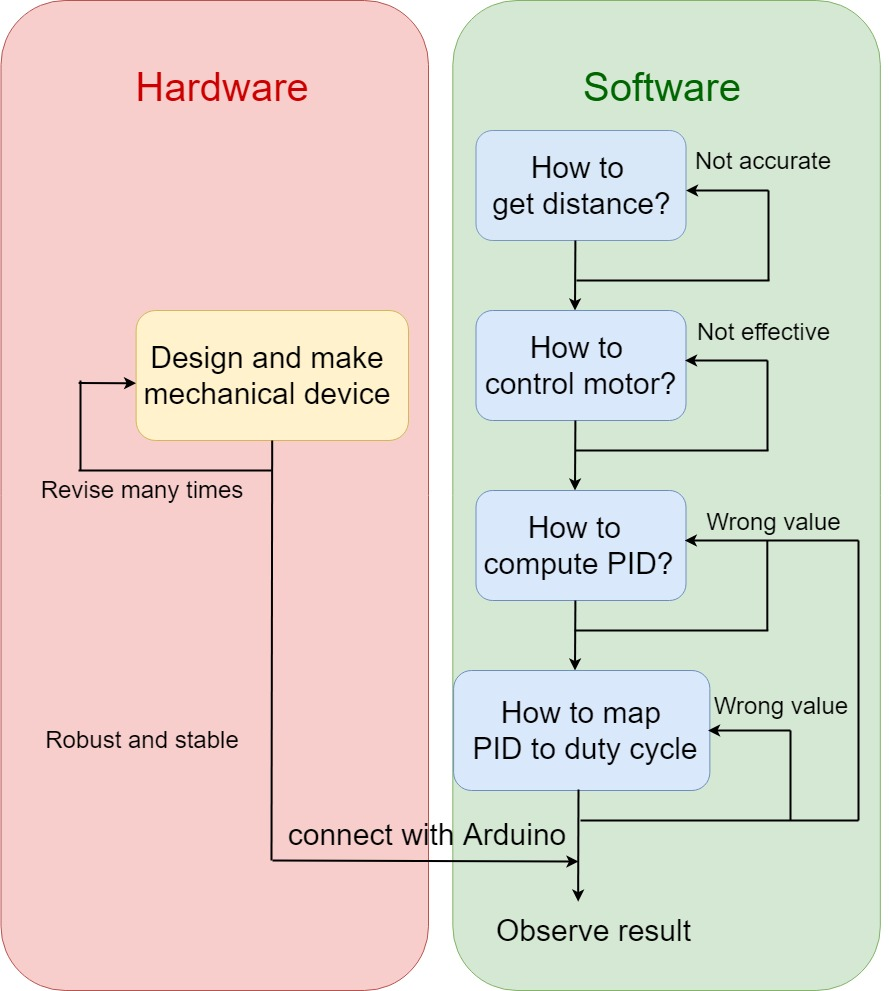 Hardware
Design and make
mechanical device
Revise many times
Robust and stable
Software
How to
get distance?
Not accurate
How to
control motor?
Not effective
How to
compute PID?
Wrong value
How to map
PID to duty cycle
Wrong value
connect with Arduino
Observe result